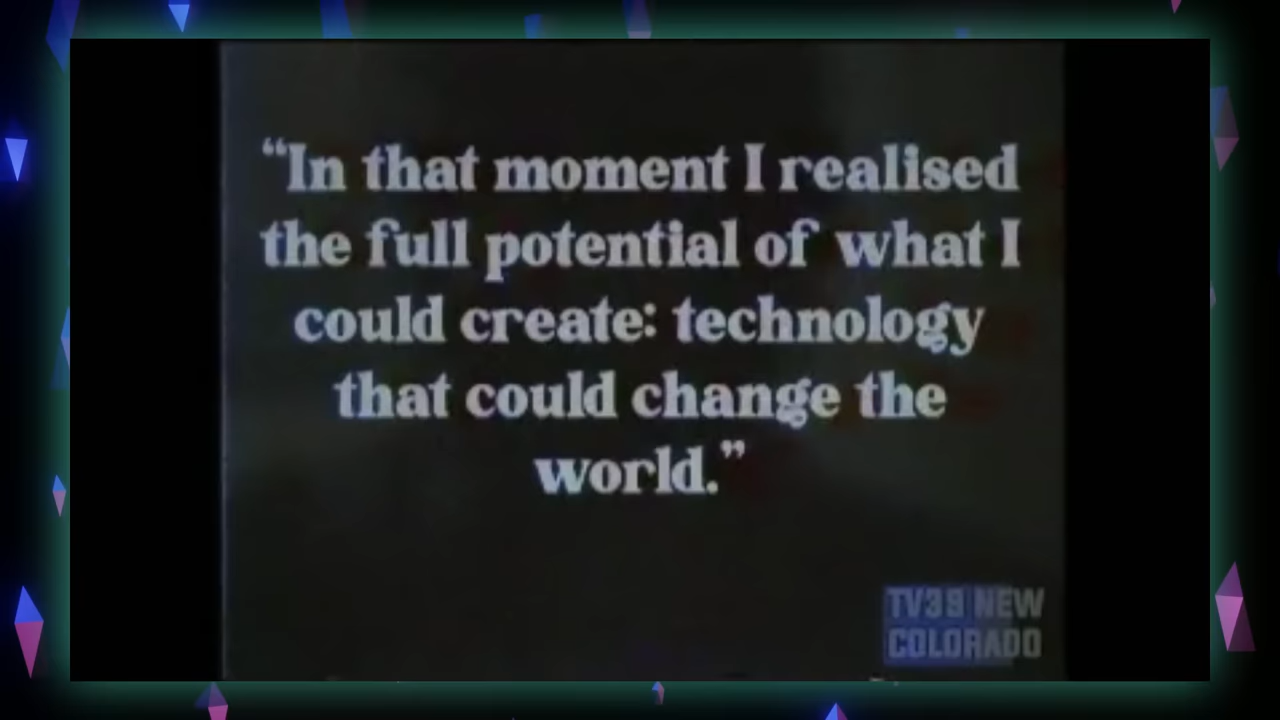 “In that moment I realised
the full potential of what I
could create: technology
that could change the
world.”
TV39 NEW
COLORADO